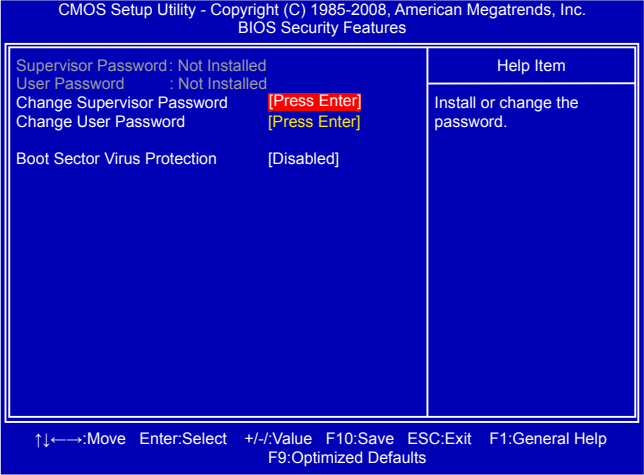 CMOS Setup Utility - Copyright (C) 1985-2008, American Megatrends, Inc.
BIOS Security Features
Supervisor Password : Not Installed
User Password : Not Installed
Change Supervisor Password [Press Enter]
Change User Password [Press Enter]
Boot Sector Virus Protection [Disabled]
Help Item
Install or change the
password.
↑↓←→:Move Enter:Select +/-/:Value F10:Save ESC:Exit F1:General Help
F9:Optimized Defaults